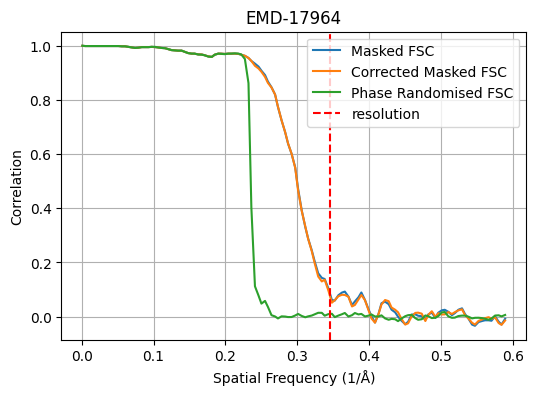 EMD-17964
Masked FSC
Corrected Masked FSC
Phase Randomised FSC
resolution
Correlation
1.0
0.8
0.6
0.4
0.2
0.0
0.0 0.1 0.2 0.3 0.4 0.5 0.6
Spatial Frequency (1/Å)